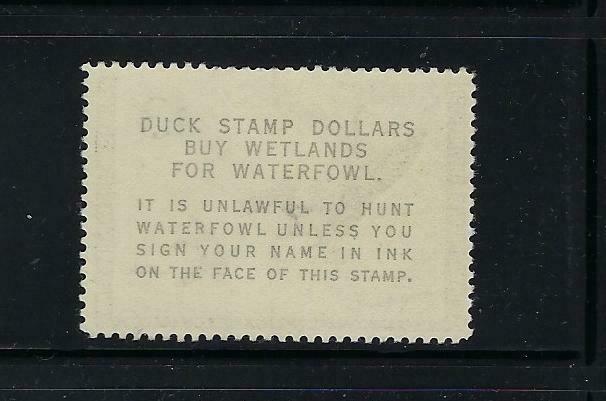 DUCK STAMP DOLLARS
BUY WETLANDS
FOR WATERFOWL.
IT IS UNLAWFUL TO HUNT
WATERFOWL UNLESS YOU
SIGN YOUR NAME IN INK
ON THE FACE OF THIS STAMP.